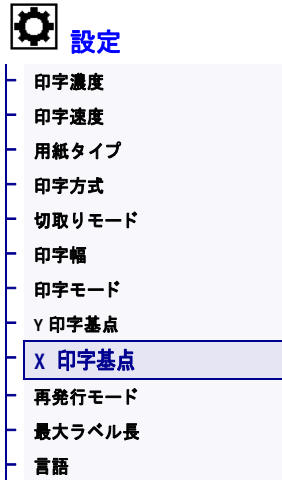 設定
印字濃度
印字速度
用紙タイプ
印字方式
切取りモード
印字幅
印字モード
Y 印字基点
X 印字基点
再発行モード
最大ラベル長
言語